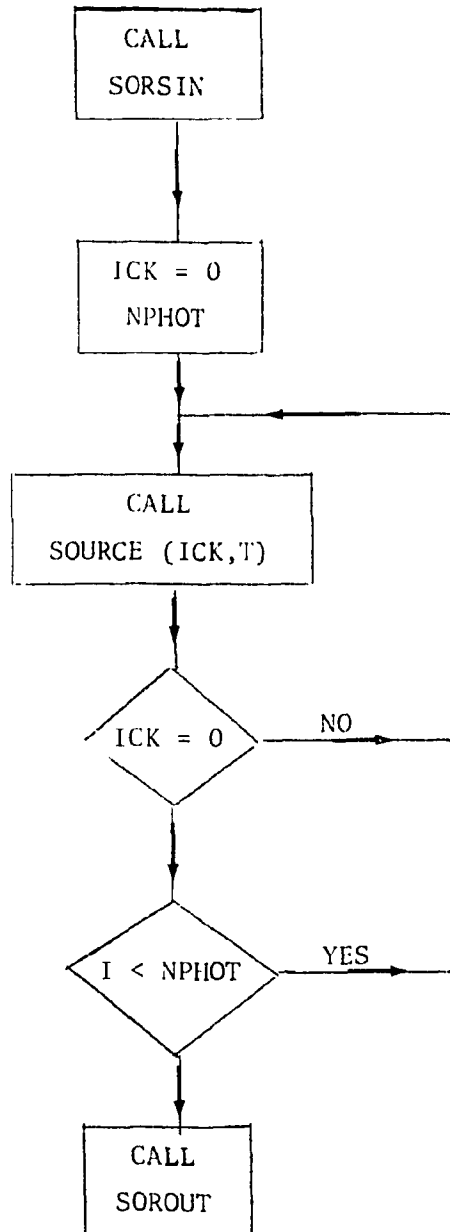 CALL
SORSIN
ICK = 0
NPHOT
CALL
SOURCE (ICK,T)
ICK = 0
NO
I < NPHOT
YES
CALL
SOROUT